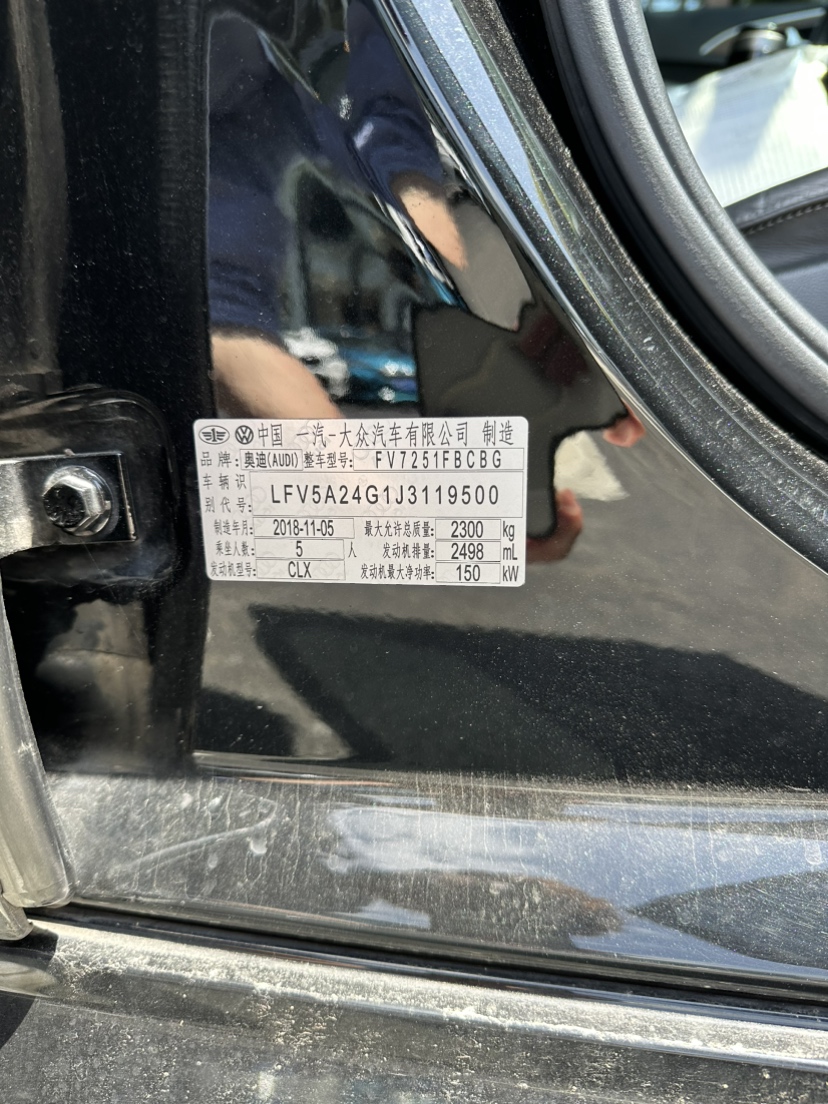 中国 一汽-大众汽车有限公司 制造
品牌: 奥迪(AUDI) 整车型号: FV7251FBCBG
车辆识别代号: LFV5A24G1J3119500
制造年月: 2018-11-05 最大允许总质量: 2300 kg
乘坐人数: 5 人 发动机排量: 2498 mL
发动机型号: CLX 发动机最大净功率: 150 kW